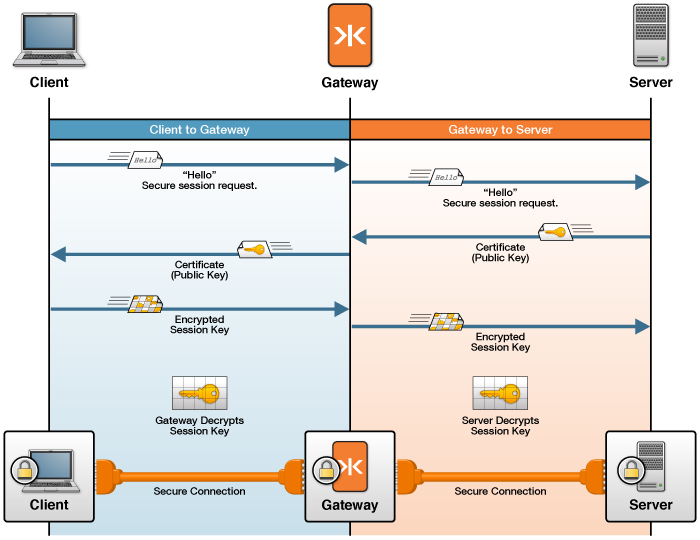 Client
Gateway
Server
Client to Gateway
Gateway to Server
Hello
“Hello”
Secure session request.
Hello
“Hello”
Secure session request.
Certificate
(Public Key)
Certificate
(Public Key)
Encrypted
Session Key
Encrypted
Session Key
Gateway Decrypts
Session Key
Server Decrypts
Session Key
Client
Secure Connection
Gateway
Secure Connection
Server